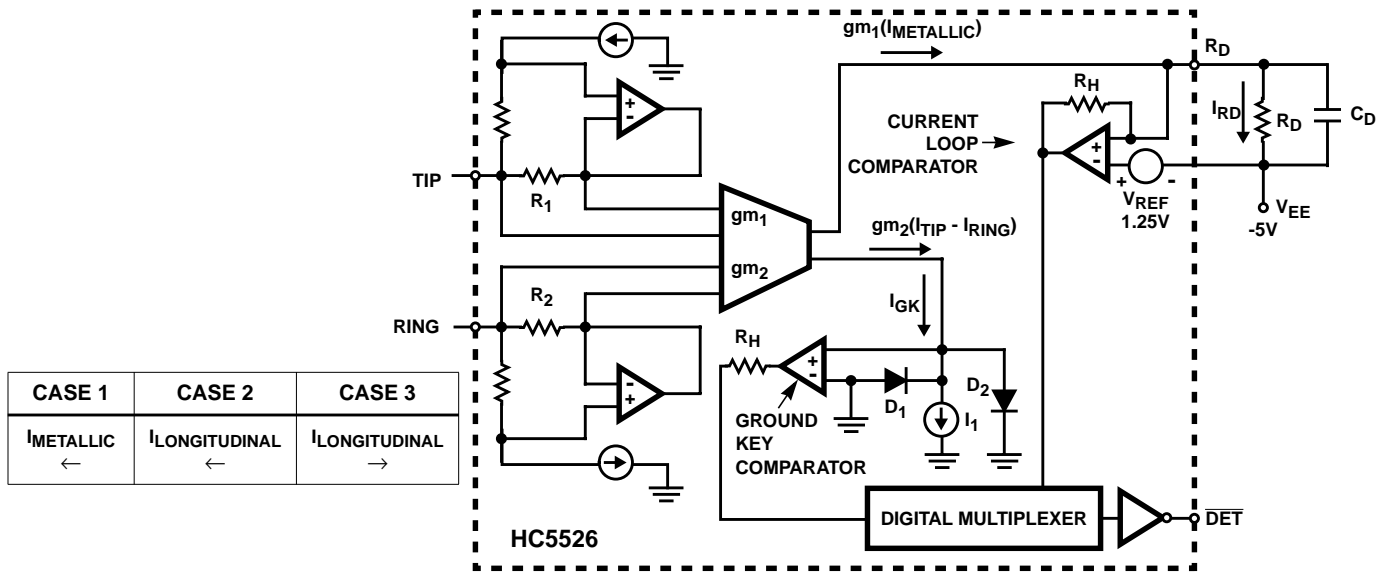 gm1(IMETALLIC)
RD
RH
IRD
RD
CD
CURRENT
LOOP
COMPARATOR
+
-
+
-
+
-
VREF
1.25V
VEE
-5V
TIP
R1
gm1
gm2(ITIP - IRING)
gm2
R2
IGK
RING
RH
+
-
D1
D2
I1
-
+
GROUND
KEY
COMPARATOR
CASE 1 CASE 2 CASE 3
IMETALLIC ILONGITUDINAL ILONGITUDINAL
← ← →
DIGITAL MULTIPLEXER
DET
HC5526